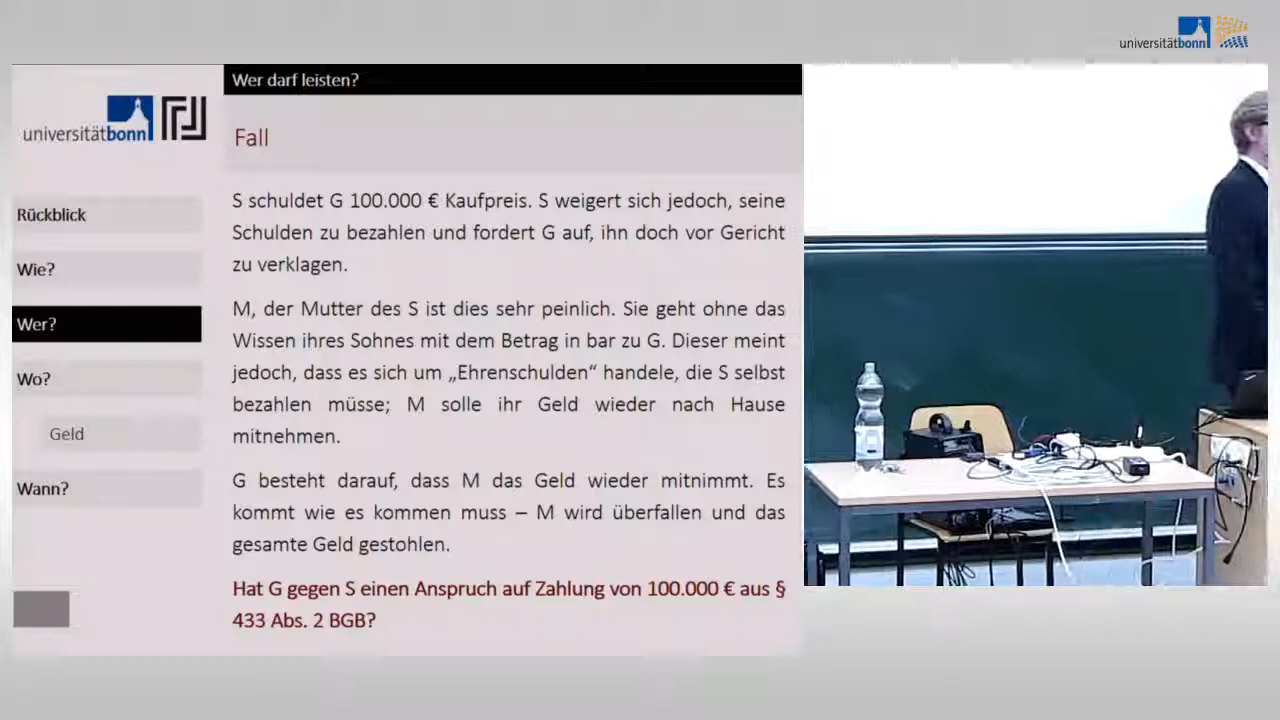 universitätbonn
Wer darf leisten?
universitätbonn
Fall
Rückblick
Wie?
Wer?
Wo?
Geld
Wann?
S schuldet G 100.000 € Kaufpreis. S weigert sich jedoch, seine
Schulden zu bezahlen und fordert G auf, ihn doch vor Gericht
zu verklagen.
M, der Mutter des S ist dies sehr peinlich. Sie geht ohne das
Wissen ihres Sohnes mit dem Betrag in bar zu G. Dieser meint
jedoch, dass es sich um „Ehrenschulden“ handele, die S selbst
bezahlen müsse; M solle ihr Geld wieder nach Hause
mitnehmen.
G besteht darauf, dass M das Geld wieder mitnimmt. Es
kommt wie es kommen muss – M wird überfallen und das
gesamte Geld gestohlen.
Hat G gegen S einen Anspruch auf Zahlung von 100.000 € aus §
433 Abs. 2 BGB?